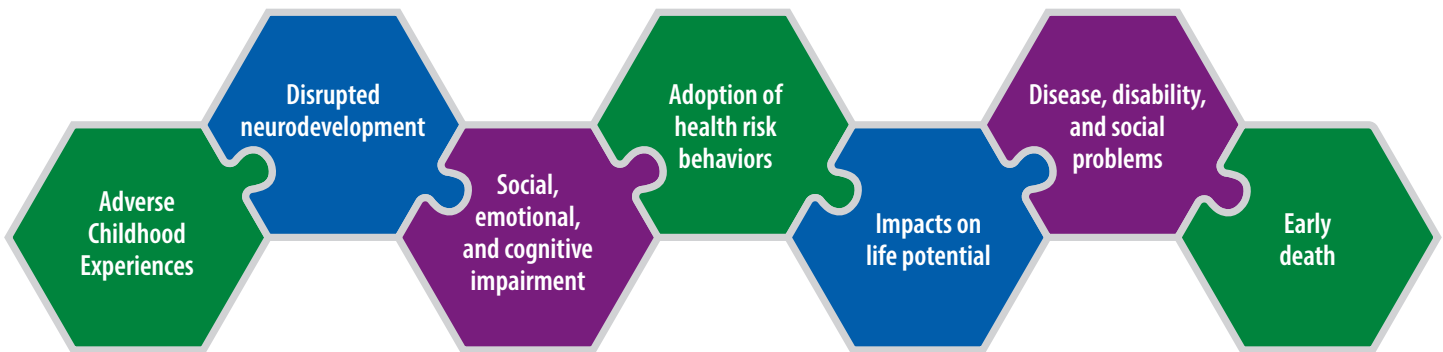 Adverse
Childhood
Experiences
Disrupted
neurodevelopment
Social,
emotional,
and cognitive
impairment
Adoption of
health risk
behaviors
Impacts on
life potential
Disease, disability,
and social
problems
Early
death